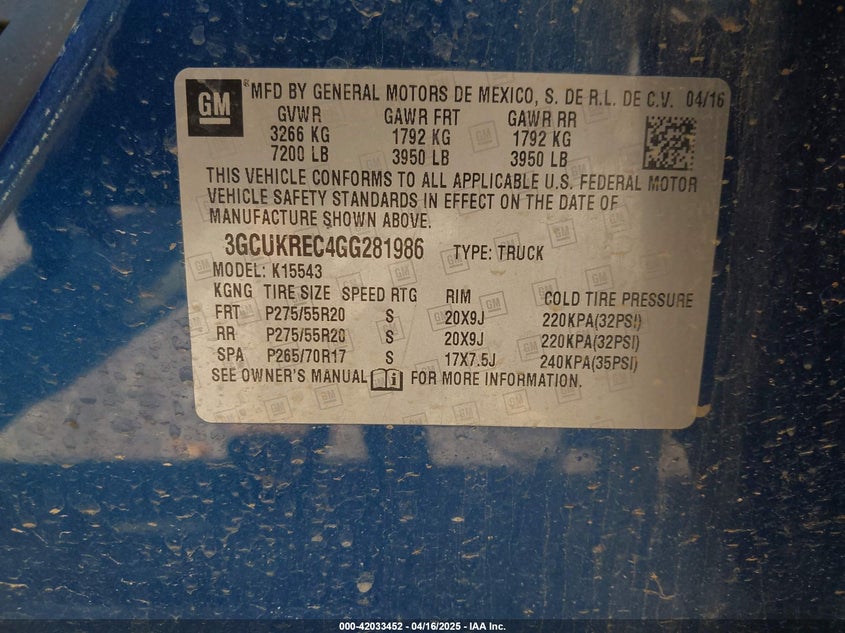 GM
® MFD BY GENERAL MOTORS DE MEXICO, S. DE R.L. DE C.V. 04/16
GVWR GAWR FRT GAWR RR
3266 KG 1792 KG 1792 KG
7200 LB 3950 LB 3950 LB
THIS VEHICLE CONFORMS TO ALL APPLICABLE U.S. FEDERAL MOTOR
VEHICLE SAFETY STANDARDS IN EFFECT ON THE DATE OF
MANUFACTURE SHOWN ABOVE.
3GCUKREC4GG281986 TYPE: TRUCK
MODEL: K15543
KGNG TIRE SIZE SPEED RTG RIM COLD TIRE PRESSURE
FRT P275/55R20 S 20X9J 220KPA(32PSI)
RR P275/55R20 S 20X9J 220KPA(32PSI)
SPA P265/70R17 S 17X7.5J 240KPA(35PSI)
SEE OWNER'S MANUAL FOR MORE INFORMATION.
000-42033452 - 04/16/2025 - IAA Inc.